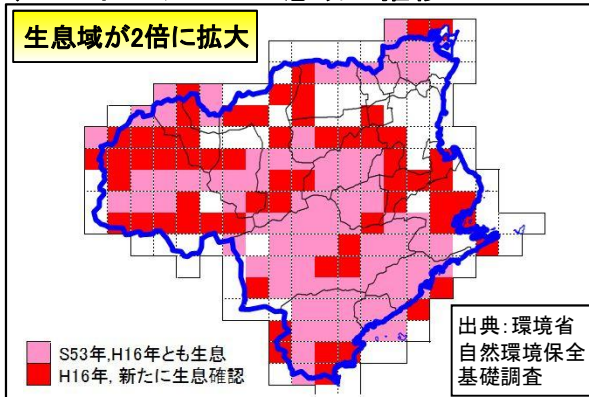 生息域が2倍に拡大
S53年,H16年とも生息
H16年,新たに生息確認
出典:環境省
自然環境保全
基礎調査